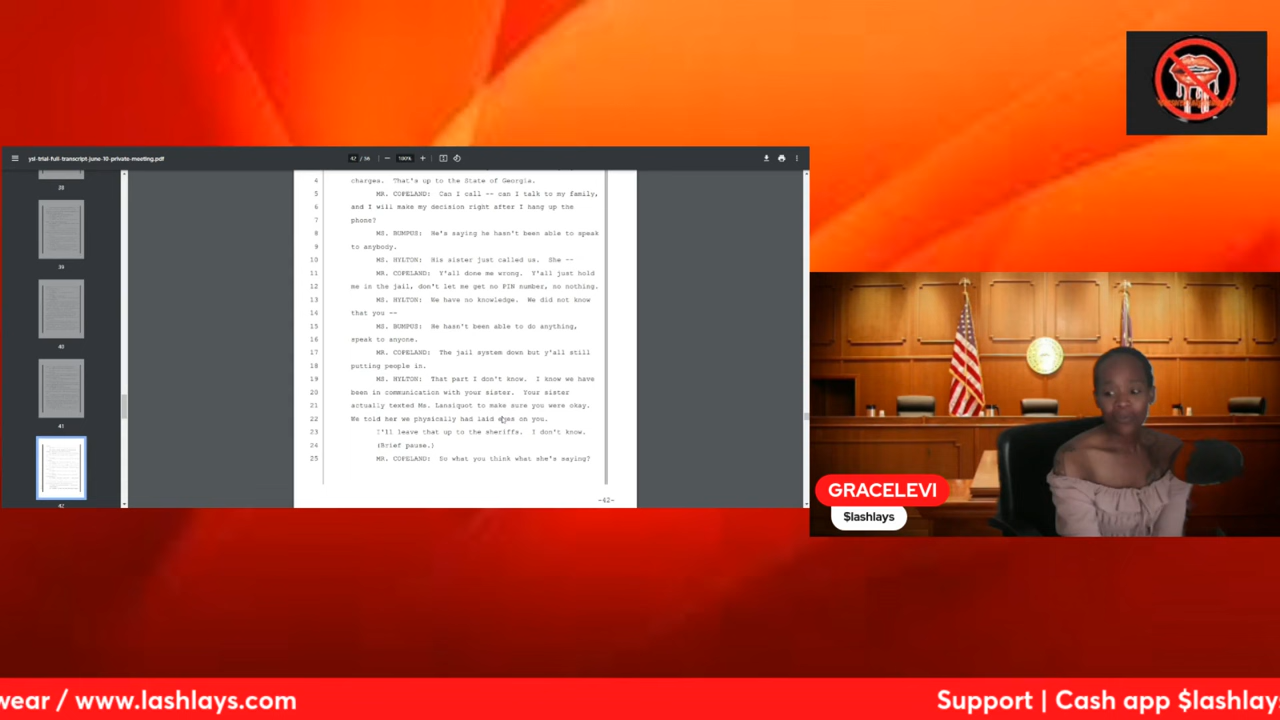 ysl-trial-full-transcript-june-10-private-meeting.pdf
42 / 56
100%
38
39
40
41
42
4 charges. That's up to the State of Georgia.
5 MR. COPELAND: Can I call -- can I talk to my family,
6 and I will make my decision right after I hang up the
7 phone?
8 MS. BUMPUS: He's saying he hasn't been able to speak
9 to anybody.
10 MS. HYLTON: His sister just called us. She --
11 MR. COPELAND: Y'all done me wrong. Y'all just hold
12 me in the jail, don't let me get no PIN number, no nothing.
13 MS. HYLTON: We have no knowledge. We did not know
14 that you --
15 MS. BUMPUS: He hasn't been able to do anything,
16 speak to anyone.
17 MR. COPELAND: The jail system down but y'all still
18 putting people in.
19 MS. HYLTON: That part I don't know. I know we have
20 been in communication with your sister. Your sister
21 actually texted Ms. Lansiquot to make sure you were okay.
22 We told her we physically had laid eyes on you.
23 I'll leave that up to the sheriffs. I don't know.
24 (Brief pause.)
25 MR. COPELAND: So what you think what she's saying?
-42-
GRACELEVI
$lashlays
wear / www.lashlays.com
Support | Cash app $lashlays